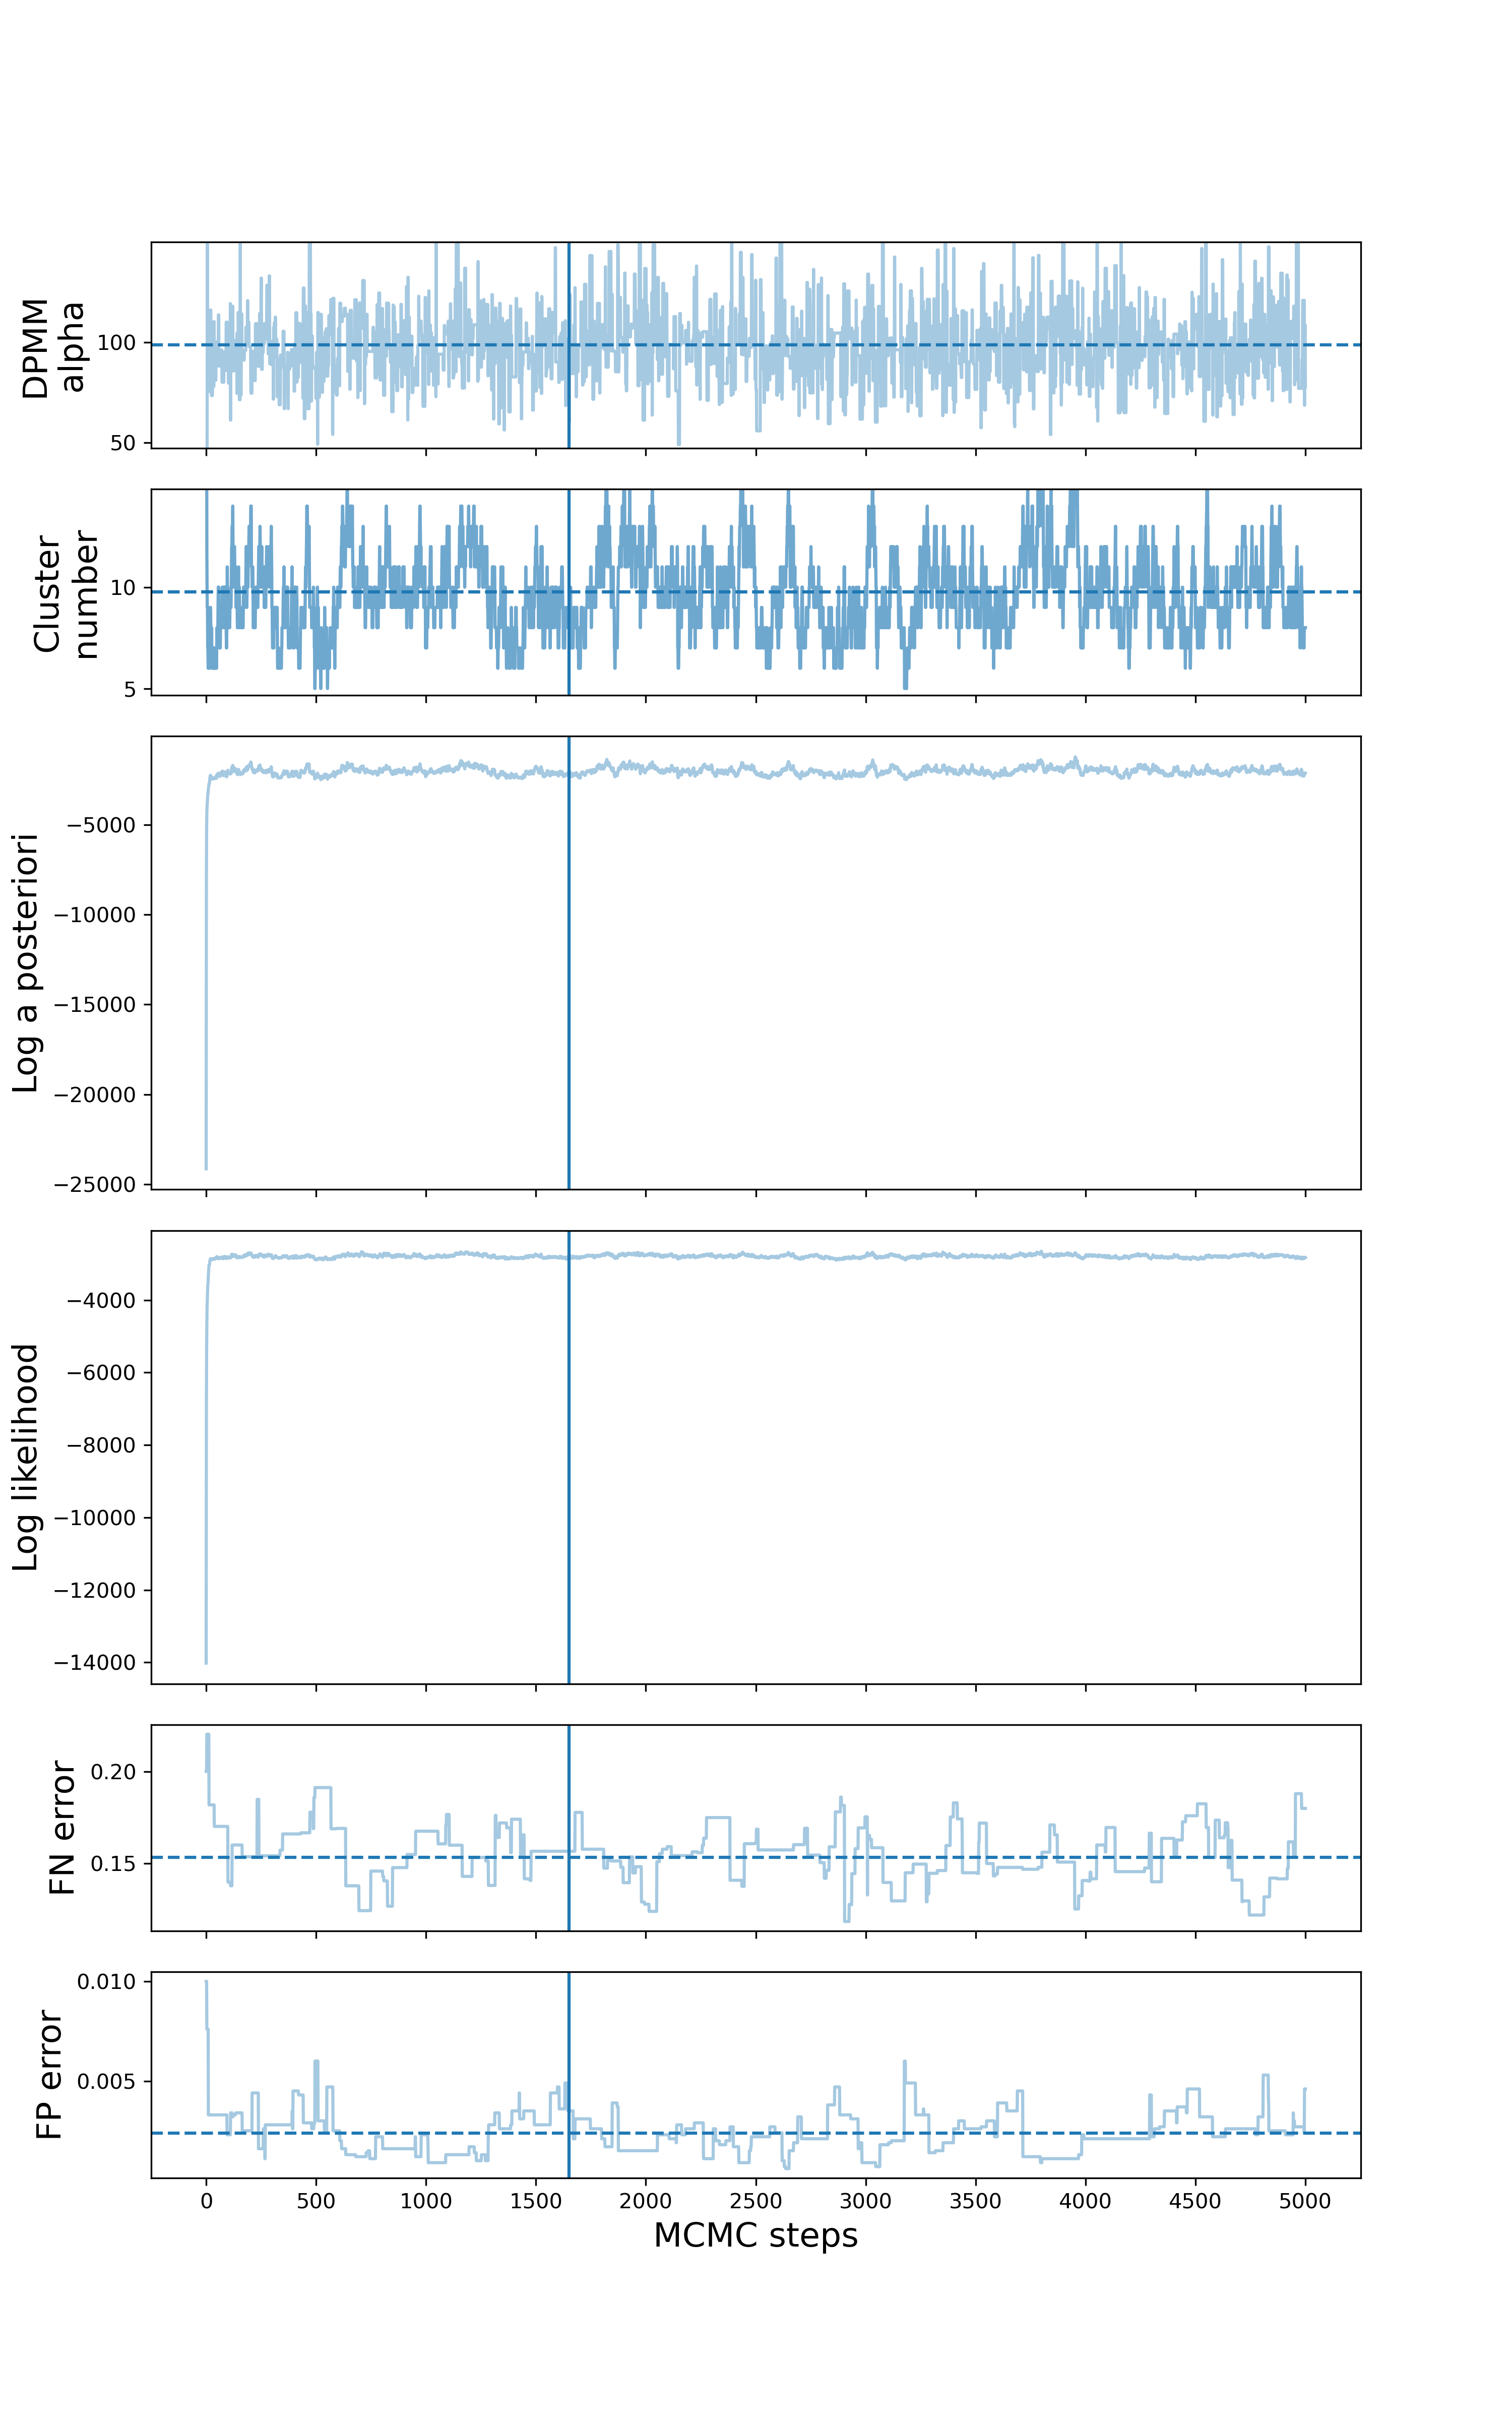 DPMM
alpha
100
50
Cluster
number
10
5
Log a posteriori
−5000
−10000
−15000
−20000
−25000
Log likelihood
−4000
−6000
−8000
−10000
−12000
−14000
FN error
0.20
0.15
FP error
0.010
0.005
0 500 1000 1500 2000 2500 3000 3500 4000 4500 5000
MCMC steps